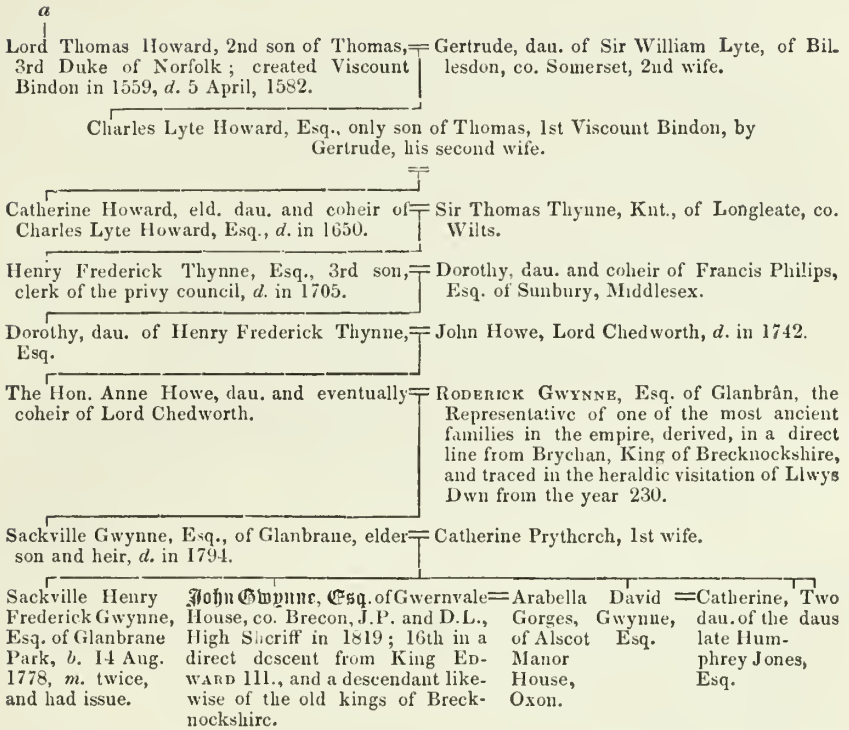 a
Lord Thomas Howard, 2nd son of Thomas,
3rd Duke of Norfolk; created Viscount
Bindon in 1559, d. 5 April, 1582.
Gertrude, dau. of Sir William Lyte, of Bil-
lesdon, co. Somerset, 2nd wife.
Charles Lyte Howard, Esq., only son of Thomas, 1st Viscount Bindon, by
Gertrude, his second wife.
Catherine Howard, eld. dau. and coheir of
Charles Lyte Howard, Esq., d. in 1650.
Sir Thomas Thynne, Knt., of Longleate, co.
Wilts.
Henry Frederick Thynne, Esq., 3rd son,
clerk of the privy council, d. in 1705.
Dorothy, dau. and coheir of Francis Philips,
Esq. of Sunbury, Middlesex.
Dorothy, dau. of Henry Frederick Thynne,
Esq.
John Howe, Lord Chedworth, d. in 1742.
The Hon. Anne Howe, dau. and eventually
coheir of Lord Chedworth.
RODERICK GWYNNE, Esq. of Glanbrân, the
Representative of one of the most ancient
families in the empire, derived, in a direct
line from Brychan, King of Brecknockshire,
and traced in the heraldic visitation of Llwys
Dwn from the year 230.
Sackville Gwynne, Esq., of Glanbrane, elder
son and heir, d. in 1794.
Catherine Prytherch, 1st wife.
Sackville Henry
Frederick Gwynne,
Esq. of Glanbrane
Park, b. 14 Aug.
1778, m. twice,
and had issue.
John Gwynne, Esq. of Gwernvale
House, co. Brecon, J.P. and D.L.,
High Sheriff in 1819; 16th in a
direct descent from King ED-
WARD III., and a descendant like-
wise of the old kings of Breck-
nockshire.
Arabella
Gorges,
of Alscot
Manor
House,
Oxon.
David
Gwynne,
Esq.
Catherine,
dau. of the
late Hum-
phrey Jones,
Esq.
Two
daus